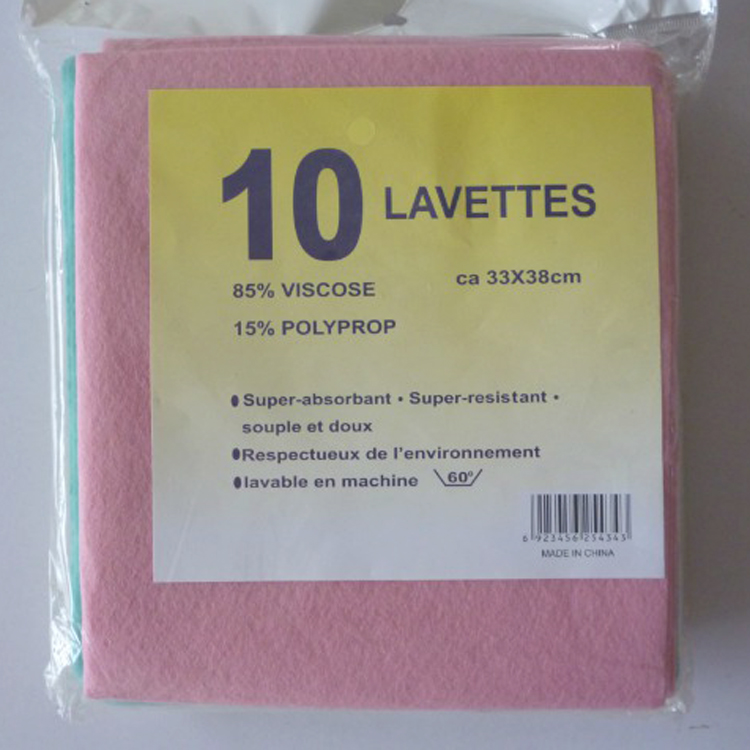 10 LAVETTES
85% VISCOSE
ca 33X38cm
15% POLYPROP
•Super-absorbant • Super-resistant •
souple et doux
•Respectueux de l'environnement
•lavable en machine 60°
6 923456 254343
MADE IN CHINA